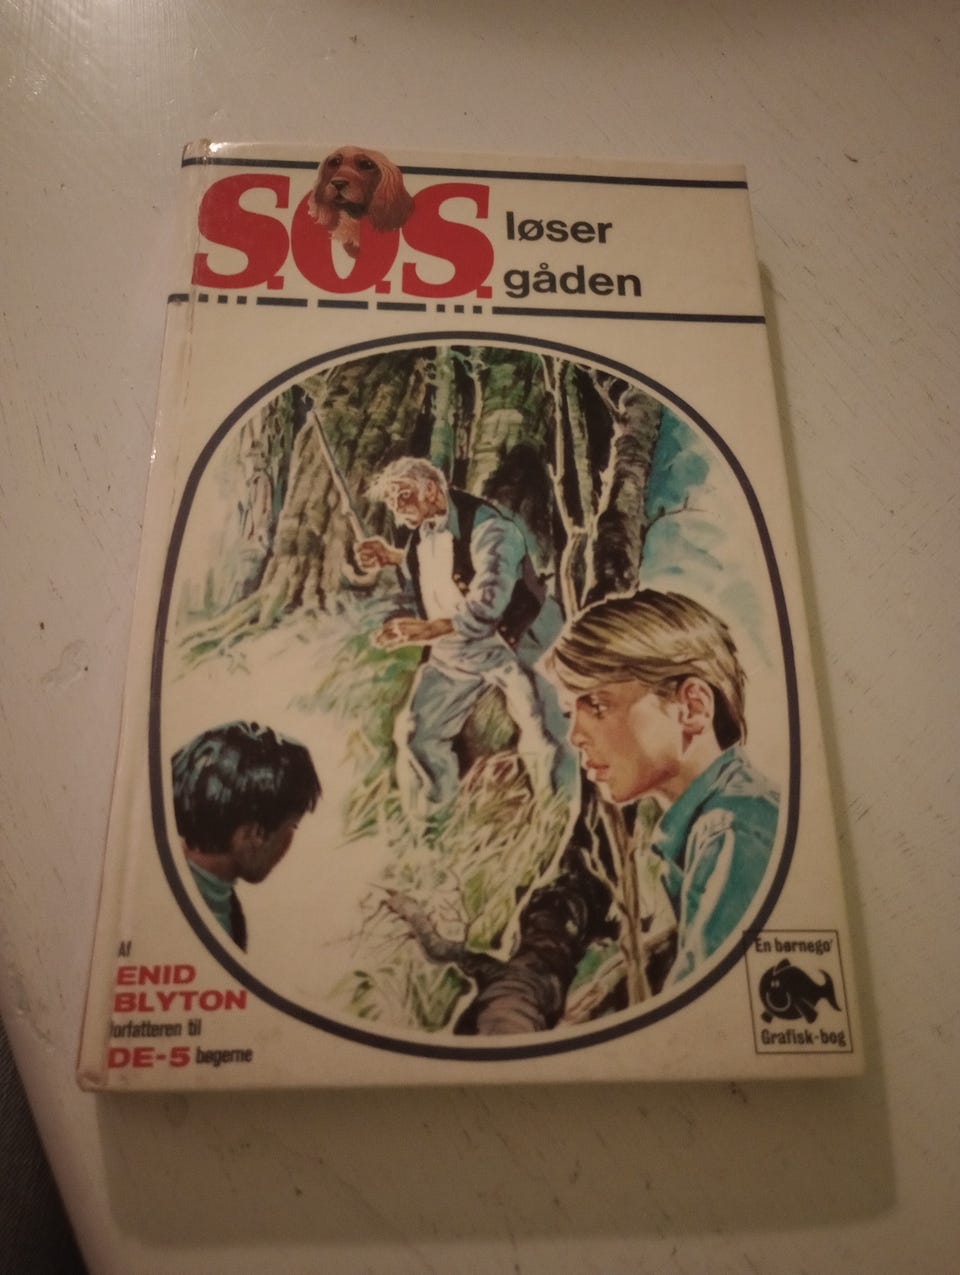 S.O.S. løser
gåden
Af
ENID
BLYTON
forfatteren til
DE-5 bøgerne
En børnego'
Grafisk-bog